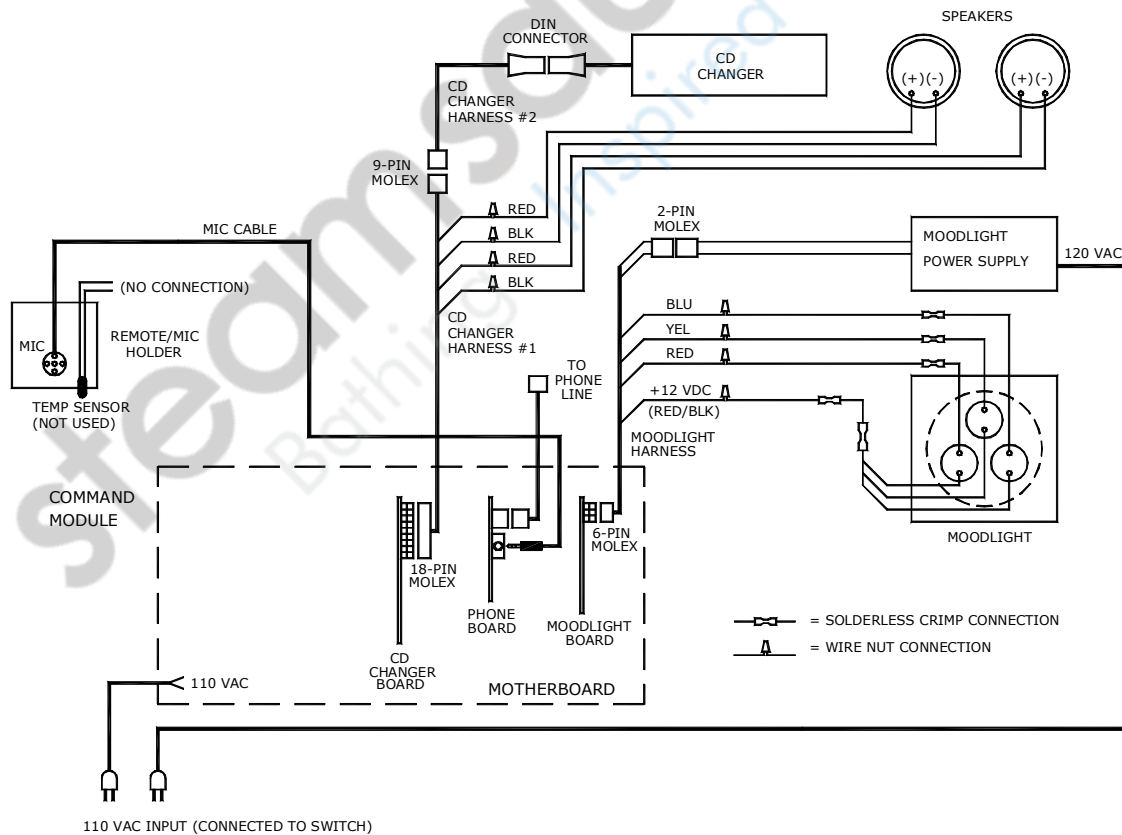 SPEAKERS
DIN
CONNECTOR
CD
CHANGER
(+)(-)
(+)(-)
CD
CHANGER
HARNESS #2
9-PIN
MOLEX
RED
BLK
RED
BLK
2-PIN
MOLEX
MOODLIGHT
POWER SUPPLY
120 VAC
MIC CABLE
(NO CONNECTION)
MIC
REMOTE/MIC
HOLDER
TEMP SENSOR
(NOT USED)
CD
CHANGER
HARNESS #1
TO
PHONE
LINE
BLU
YEL
RED
+12 VDC
(RED/BLK)
MOODLIGHT
HARNESS
MOODLIGHT
COMMAND
MODULE
18-PIN
MOLEX
6-PIN
MOLEX
PHONE
BOARD
MOODLIGHT
BOARD
CD
CHANGER
BOARD
MOTHERBOARD
110 VAC
= SOLDERLESS CRIMP CONNECTION
= WIRE NUT CONNECTION
110 VAC INPUT (CONNECTED TO SWITCH)
Bathing Inspired